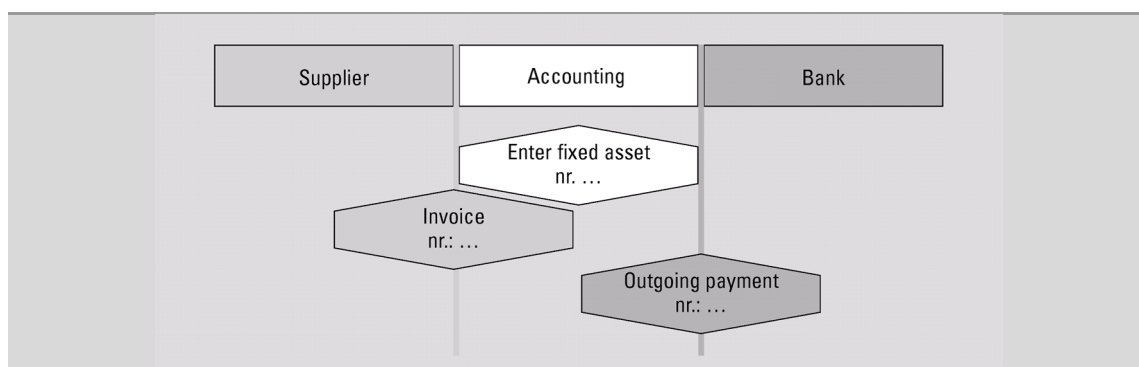 Supplier
Accounting
Bank
Enter fixed asset
nr. ...
Invoice
nr.: ...
Outgoing payment
nr.: ...